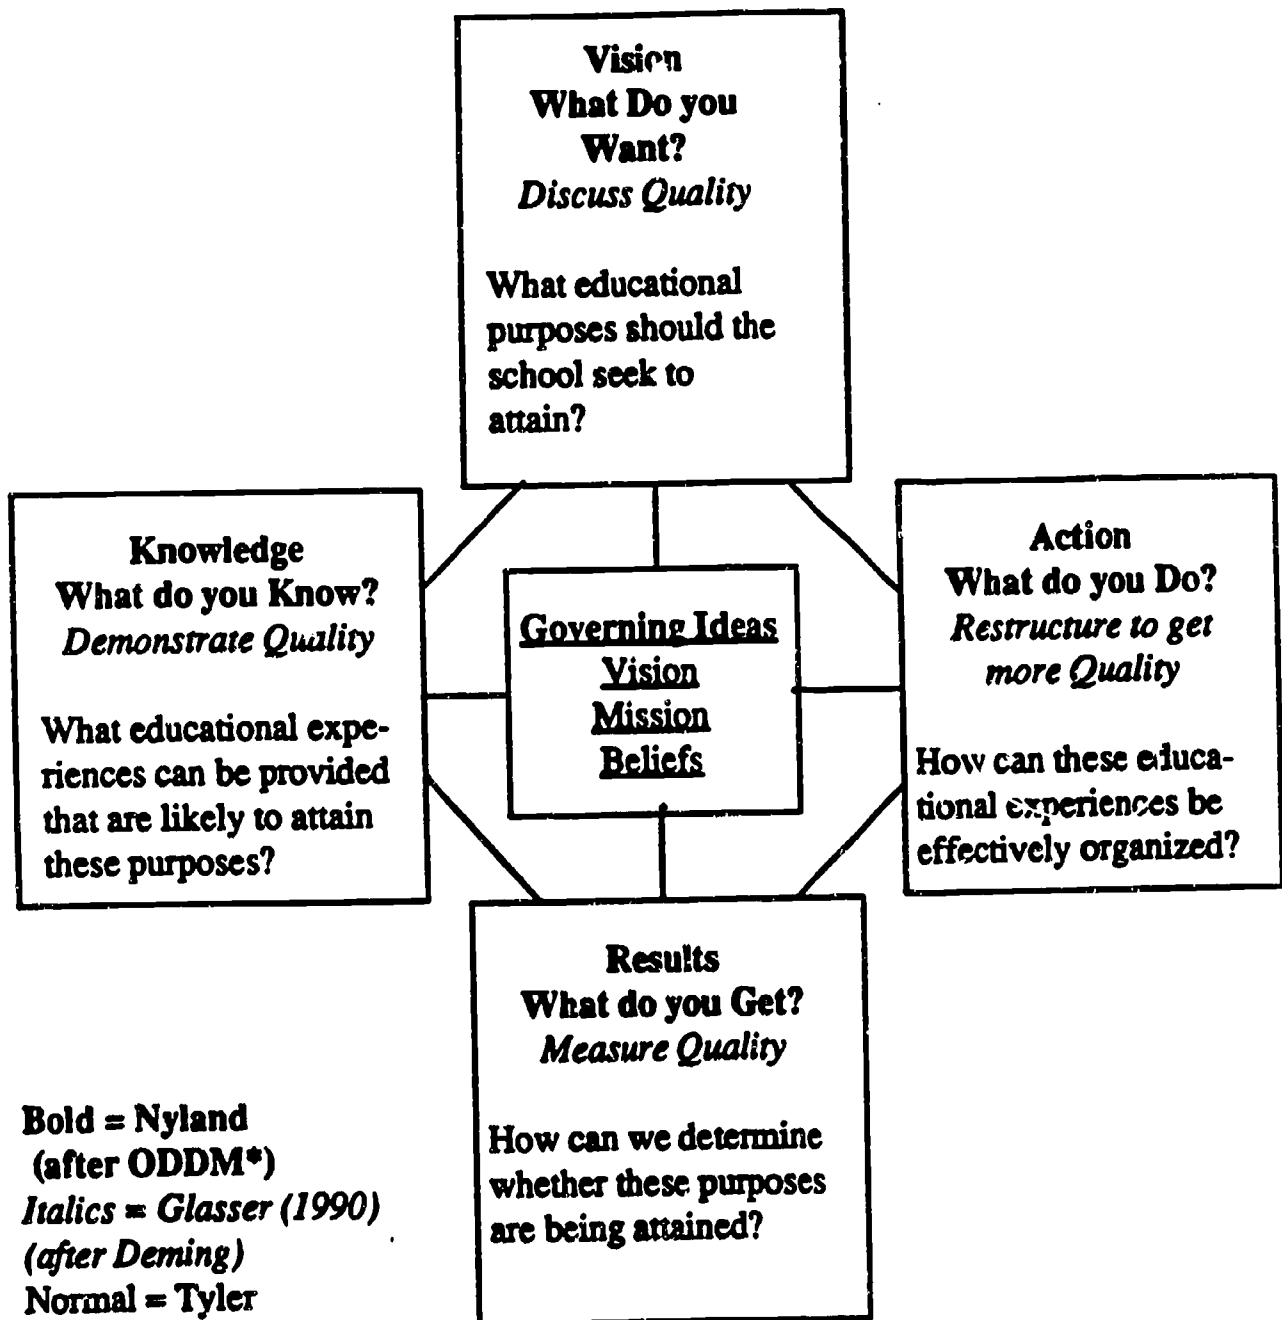 Vision
What Do you
Want?
Discuss Quality
What educational
purposes should the
school seek to
attain?
Knowledge
What do you Know?
Demonstrate Quality
What educational expe-
riences can be provided
that are likely to attain
these purposes?
Governing Ideas
Vision
Mission
Beliefs
Action
What do you Do?
Restructure to get
more Quality
How can these educa-
tional experiences be
effectively organized?
Results
What do you Get?
Measure Quality
How can we determine
whether these purposes
are being attained?
Bold = Nyland
(after ODDM*)
Italics = Glasser (1990)
(after Deming)
Normal = Tyler